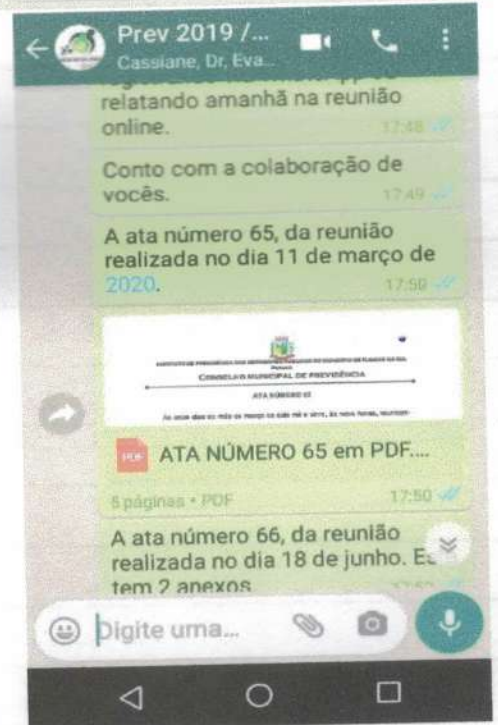 Prev 2019 /...
Cassiane, Dr, Eva...
relatando amanhã na reunião
online.
17:48
Conto com a colaboração de
vocês.
17:49
A ata número 65, da reunião
realizada no dia 11 de março de
2020.
17:50
CONSELHO MUNICIPAL DE PREVIDÊNCIA
ATA NÚMERO 65
PDF
ATA NÚMERO 65 em PDF....
5 páginas • PDF
17:50
A ata número 66, da reunião
realizada no dia 18 de junho. Es
tem 2 anexos
Digite uma...